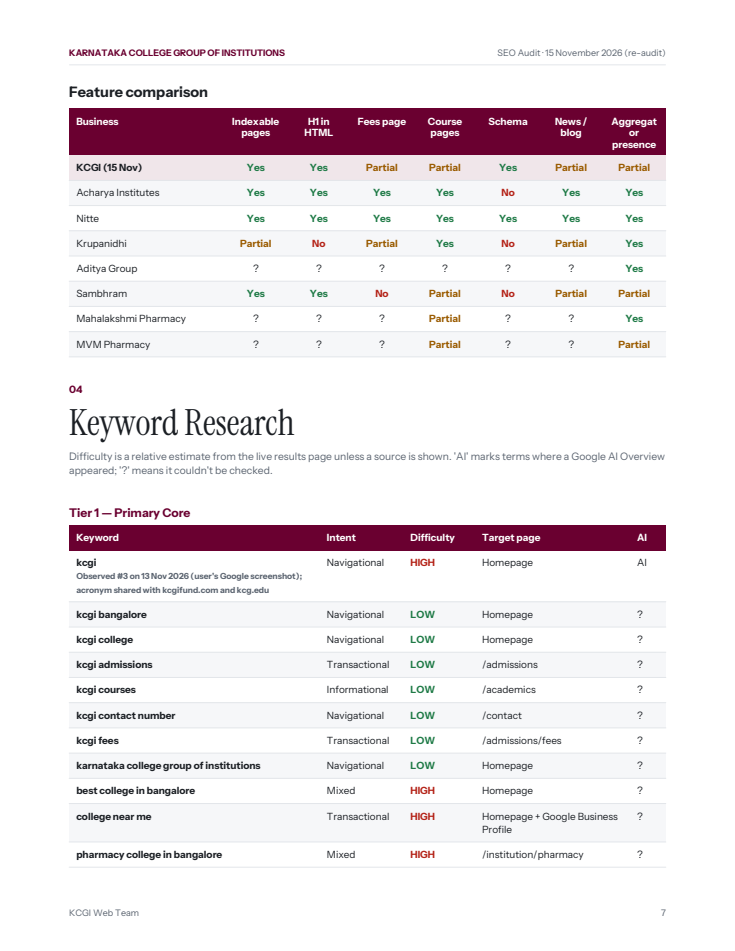 KARNATAKA COLLEGE GROUP OF INSTITUTIONS SEO Audit · 15 November 2026 (re-audit)
Feature comparison
Business Indexable pages H1 in HTML Fees page Course pages Schema News / blog Aggregat or presence
KCGI (15 Nov) Yes Yes Partial Partial Yes Partial Partial
Acharya Institutes Yes Yes Yes Yes No Yes Yes
Nitte Yes Yes Yes Yes Yes Yes Yes
Krupanidhi Partial No Partial Yes No Partial Yes
Aditya Group ? ? ? ? ? ? Yes
Sambhram Yes Yes No Partial No Partial Partial
Mahalakshmi Pharmacy ? ? ? Partial ? ? Yes
MVM Pharmacy ? ? ? Partial ? ? Partial
04
Keyword Research
Difficulty is a relative estimate from the live results page unless a source is shown. 'AI' marks terms where a Google AI Overview
appeared; '?' means it couldn't be checked.
Tier 1 — Primary Core
Keyword Intent Difficulty Target page AI
kcgi Navigational HIGH Homepage AI
Observed #3 on 13 Nov 2026 (user's Google screenshot);
acronym shared with kcgifund.com and kcg.edu
kcgi bangalore Navigational LOW Homepage ?
kcgi college Navigational LOW Homepage ?
kcgi admissions Transactional LOW /admissions ?
kcgi courses Informational LOW /academics ?
kcgi contact number Navigational LOW /contact ?
kcgi fees Transactional LOW /admissions/fees ?
karnataka college group of institutions Navigational LOW Homepage ?
best college in bangalore Mixed HIGH Homepage ?
college near me Transactional HIGH Homepage + Google Business Profile ?
pharmacy college in bangalore Mixed HIGH /institution/pharmacy ?
KCGI Web Team 7